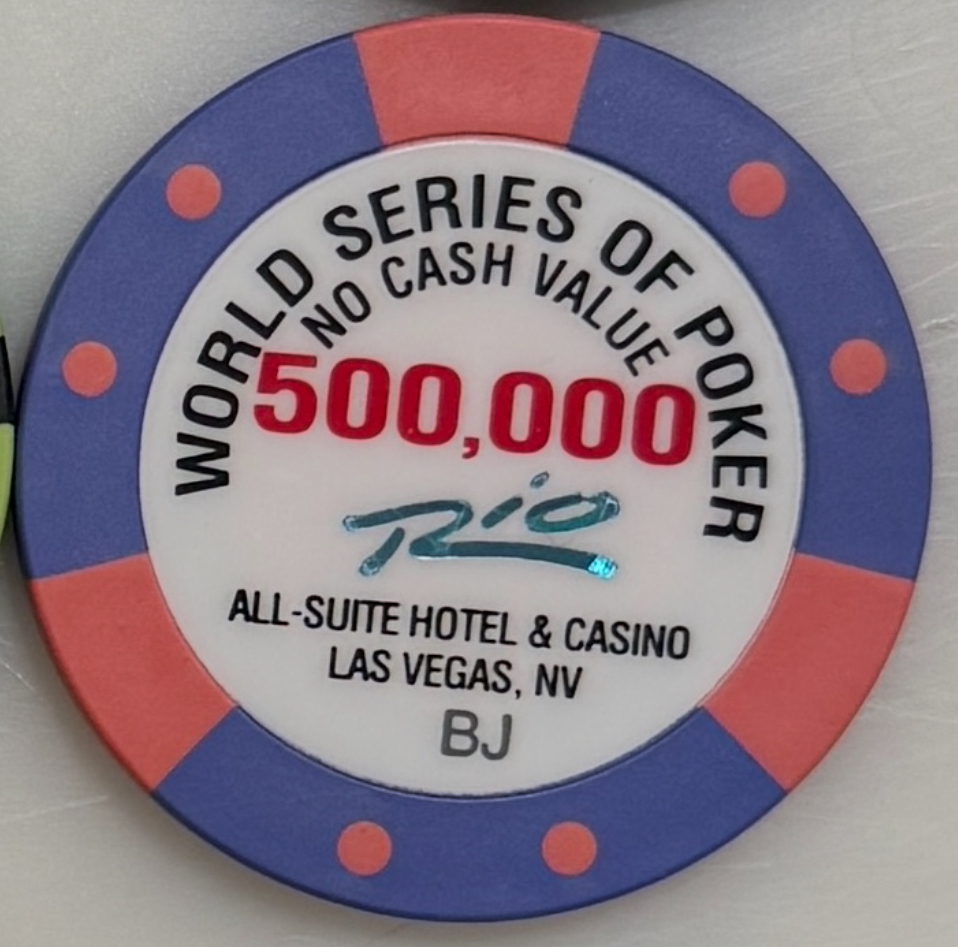 WORLD SERIES OF POKER
NO CASH VALUE
500,000
Rio
ALL-SUITE HOTEL & CASINO
LAS VEGAS, NV
BJ